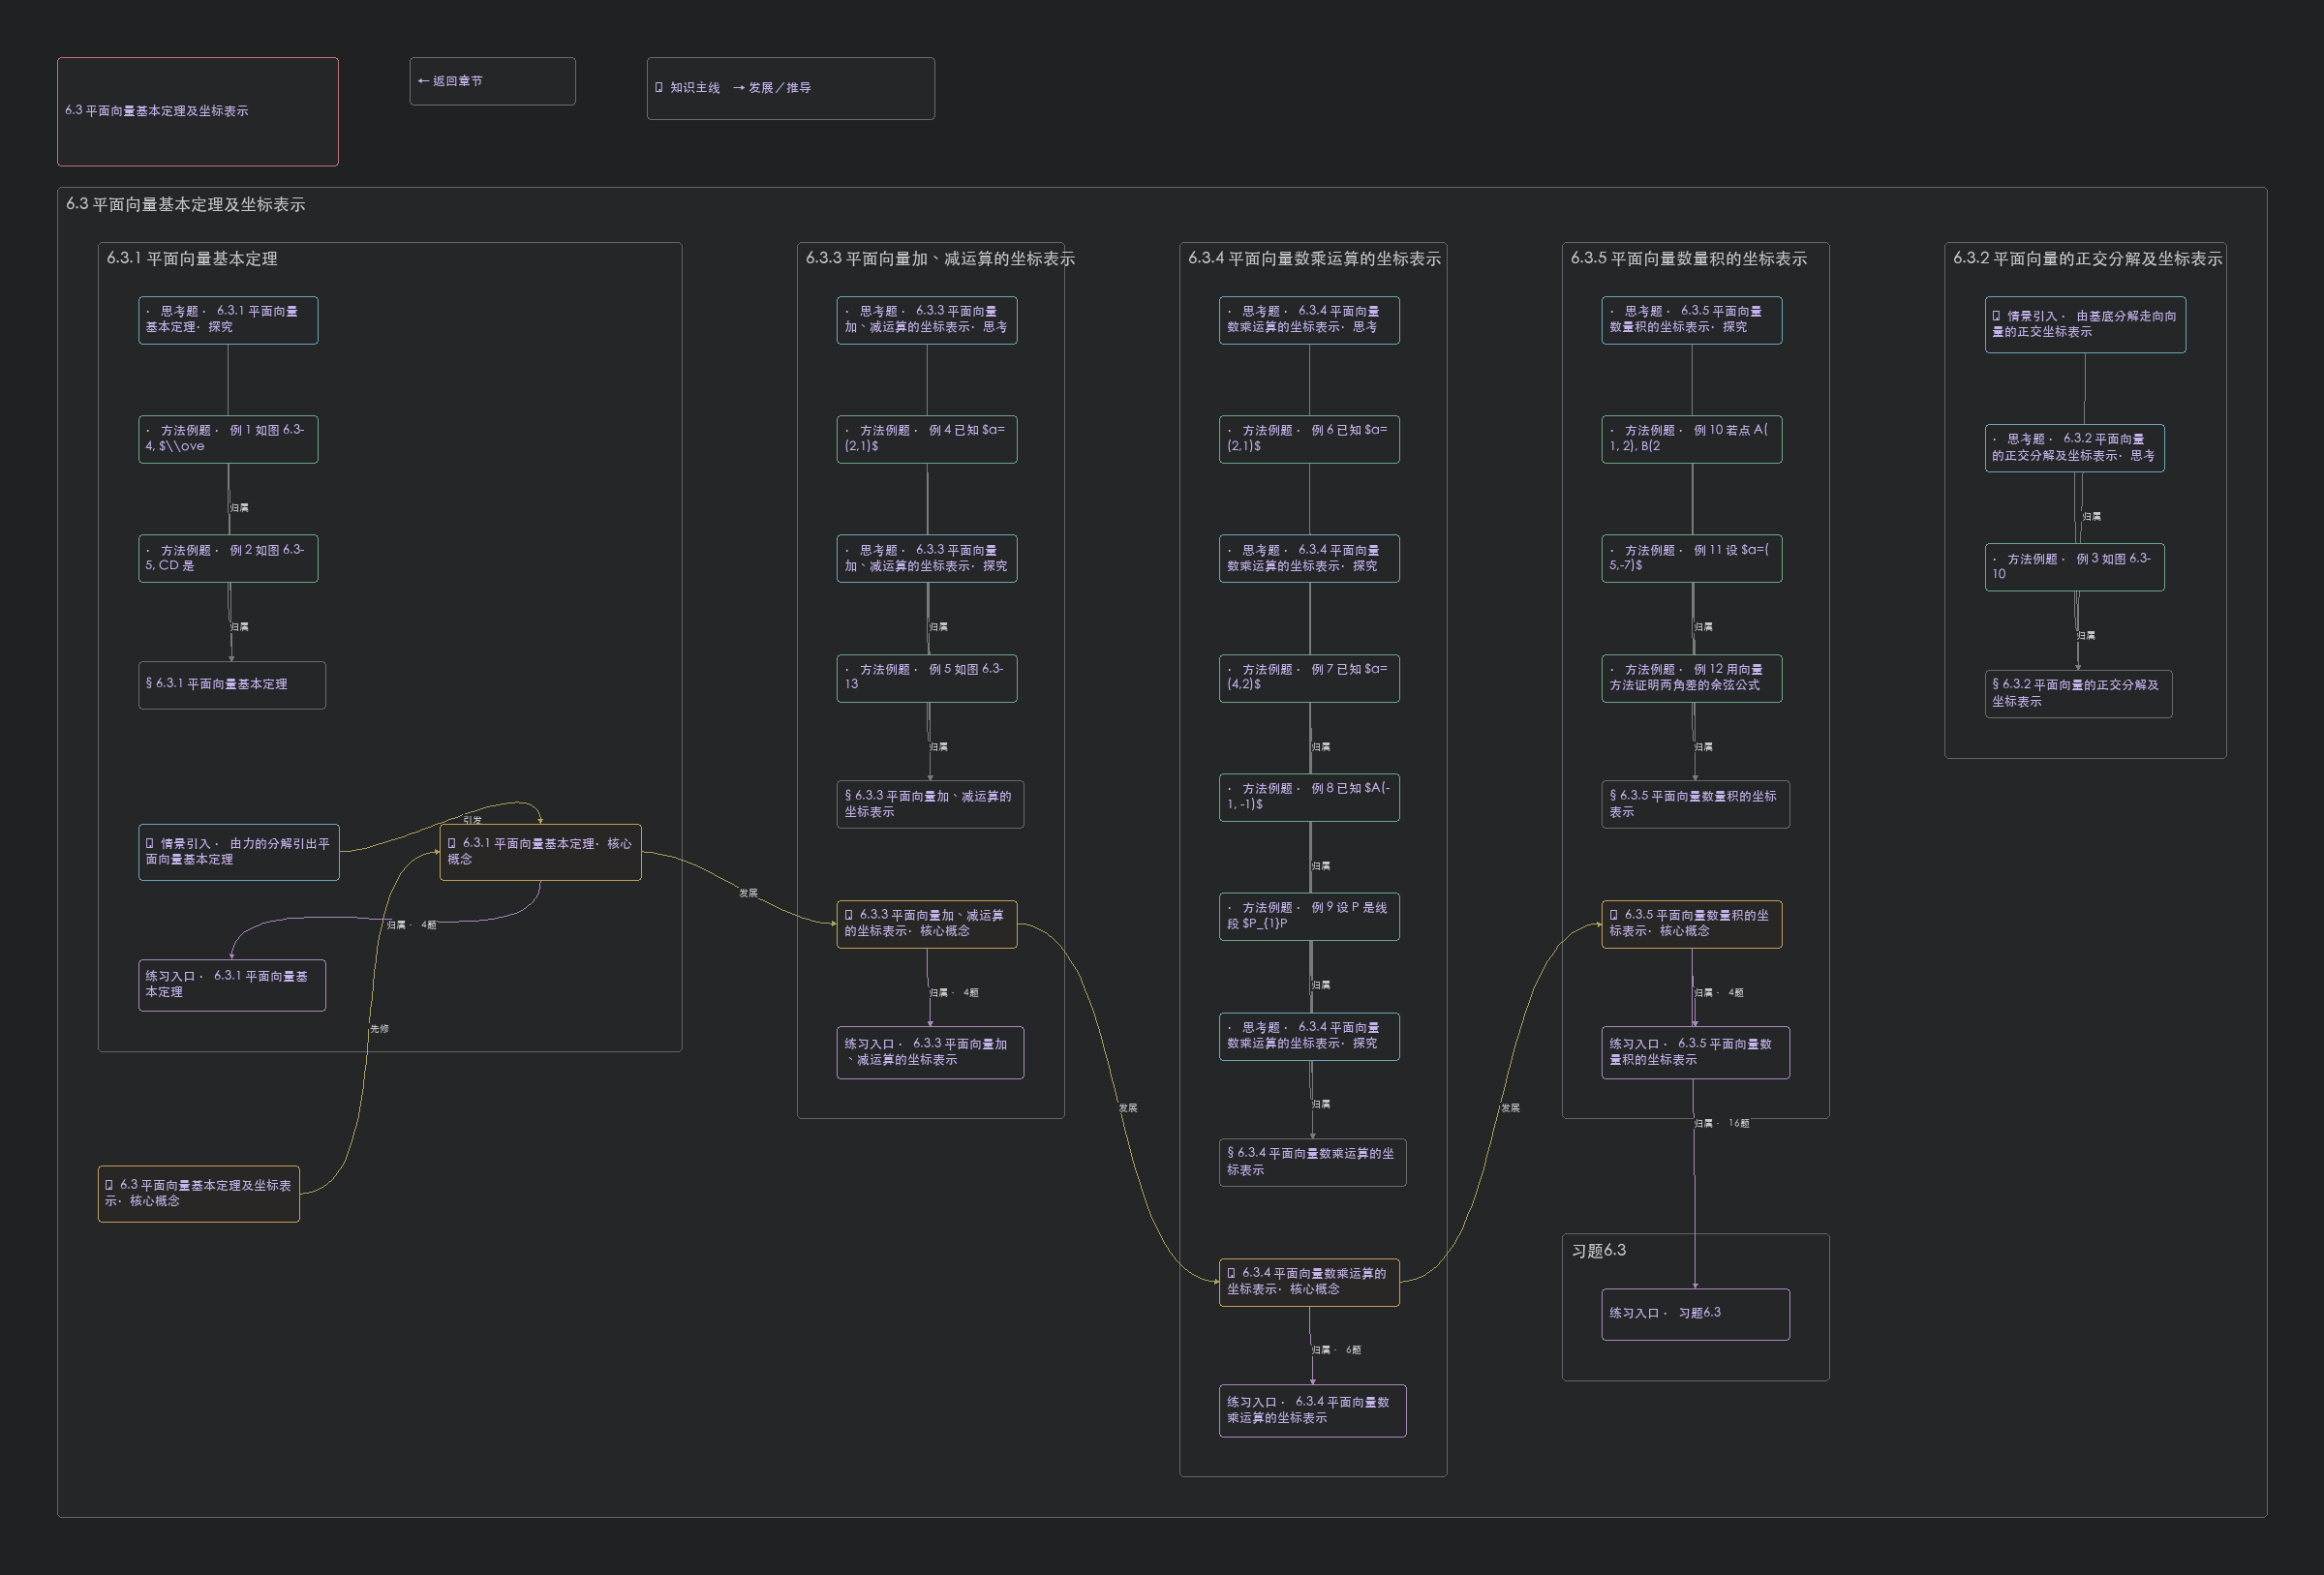 6.3 平面向量基本定理及坐标表示
← 返回章节
知识主线 → 发展／推导
6.3 平面向量基本定理及坐标表示
6.3.1 平面向量基本定理
· 思考题 · 6.3.1 平面向量
基本定理 · 探究
· 方法例题 · 例 1 如图 6.3-
4, $\\ove
归属
· 方法例题 · 例 2 如图 6.3-
5, CD 是
归属
§ 6.3.1 平面向量基本定理
情景引入 · 由力的分解引出平
面向量基本定理
引发
6.3.1 平面向量基本定理 · 核心
概念
归属 · 4题
练习入口 · 6.3.1 平面向量基
本定理
先修
6.3 平面向量基本定理及坐标表
示 · 核心概念
发展
6.3.3 平面向量加、减运算的坐标表示
· 思考题 · 6.3.3 平面向量
加、减运算的坐标表示 · 思考
· 方法例题 · 例 4 已知 $a=
(2,1)$
· 思考题 · 6.3.3 平面向量
加、减运算的坐标表示 · 探究
归属
· 方法例题 · 例 5 如图 6.3-
13
归属
§ 6.3.3 平面向量加、减运算的
坐标表示
6.3.3 平面向量加、减运算
的坐标表示 · 核心概念
归属 · 4题
练习入口 · 6.3.3 平面向量加
、减运算的坐标表示
发展
6.3.4 平面向量数乘运算的坐标表示
· 思考题 · 6.3.4 平面向量
数乘运算的坐标表示 · 思考
· 方法例题 · 例 6 已知 $a=
(2,1)$
· 思考题 · 6.3.4 平面向量
数乘运算的坐标表示 · 探究
· 方法例题 · 例 7 已知 $a=
(4,2)$
归属
· 方法例题 · 例 8 已知 $A(-
1, -1)$
归属
· 方法例题 · 例 9 设 P 是线
段 $P_{1}P
归属
· 思考题 · 6.3.4 平面向量
数乘运算的坐标表示 · 探究
归属
§ 6.3.4 平面向量数乘运算的坐
标表示
6.3.4 平面向量数乘运算的
坐标表示 · 核心概念
归属 · 6题
练习入口 · 6.3.4 平面向量数
乘运算的坐标表示
发展
6.3.5 平面向量数量积的坐标表示
· 思考题 · 6.3.5 平面向量
数量积的坐标表示 · 探究
· 方法例题 · 例 10 若点 A(
1, 2), B(2
· 方法例题 · 例 11 设 $a=(
5,-7)$
归属
· 方法例题 · 例 12 用向量
方法证明两角差的余弦公式
归属
§ 6.3.5 平面向量数量积的坐标
表示
6.3.5 平面向量数量积的坐
标表示 · 核心概念
归属 · 4题
练习入口 · 6.3.5 平面向量数
量积的坐标表示
归属 · 16题
习题6.3
练习入口 · 习题6.3
6.3.2 平面向量的正交分解及坐标表示
情景引入 · 由基底分解走向向
量的正交坐标表示
· 思考题 · 6.3.2 平面向量
的正交分解及坐标表示 · 思考
归属
· 方法例题 · 例 3 如图 6.3-
10
归属
§ 6.3.2 平面向量的正交分解及
坐标表示